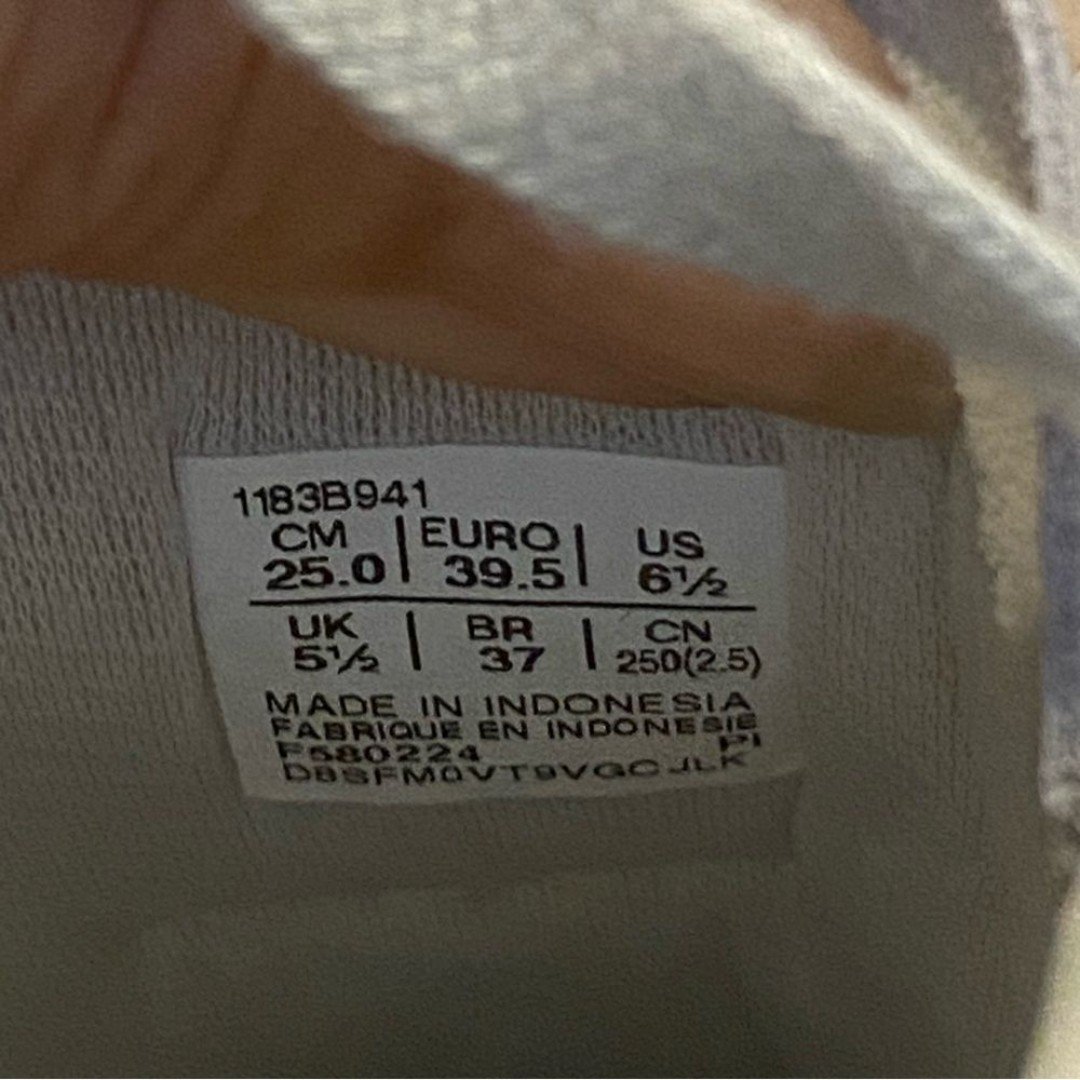 1183B941
CM | EURO | US
25.0 | 39.5 | 6½
UK | BR | CN
5½ | 37 | 250(2.5)
MADE IN INDONESIA
FABRIQUE EN INDONESIE
F580224 PI
D8SFM0VT9VGCJLK